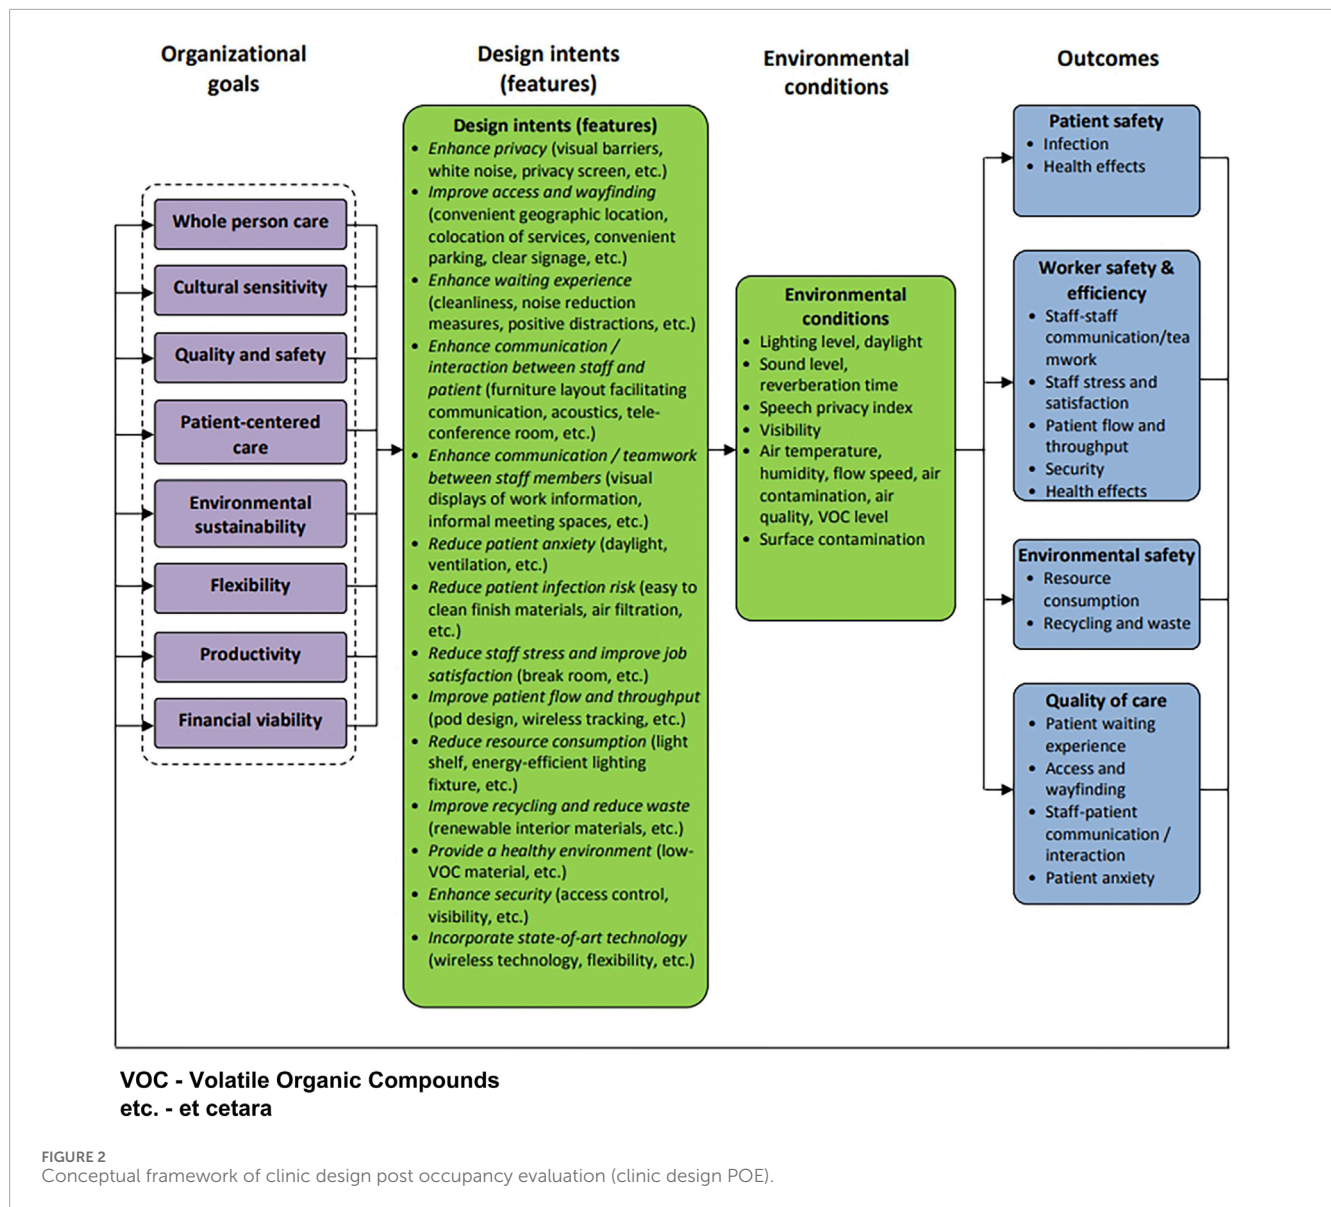 Organizational
goals
Design intents
(features)
Environmental
conditions
Outcomes
Whole person care
Cultural sensitivity
Quality and safety
Patient-centered
care
Environmental
sustainability
Flexibility
Productivity
Financial viability
Design intents (features)
• Enhance privacy (visual barriers,
white noise, privacy screen, etc.)
• Improve access and wayfinding
(convenient geographic location,
colocation of services, convenient
parking, clear signage, etc.)
• Enhance waiting experience
(cleanliness, noise reduction
measures, positive distractions, etc.)
• Enhance communication /
interaction between staff and
patient (furniture layout facilitating
communication, acoustics, tele-
conference room, etc.)
• Enhance communication / teamwork
between staff members (visual
displays of work information,
informal meeting spaces, etc.)
• Reduce patient anxiety (daylight,
ventilation, etc.)
• Reduce patient infection risk (easy to
clean finish materials, air filtration,
etc.)
• Reduce staff stress and improve job
satisfaction (break room, etc.)
• Improve patient flow and throughput
(pod design, wireless tracking, etc.)
• Reduce resource consumption (light
shelf, energy-efficient lighting
fixture, etc.)
• Improve recycling and reduce waste
(renewable interior materials, etc.)
• Provide a healthy environment (low-
VOC material, etc.)
• Enhance security (access control,
visibility, etc.)
• Incorporate state-of-art technology
(wireless technology, flexibility, etc.)
Environmental
conditions
• Lighting level, daylight
• Sound level,
reverberation time
• Speech privacy index
• Visibility
• Air temperature,
humidity, flow speed, air
contamination, air
quality, VOC level
• Surface contamination
Patient safety
• Infection
• Health effects
Worker safety &
efficiency
• Staff-staff
communication/tea
mwork
• Staff stress and
satisfaction
• Patient flow and
throughput
• Security
• Health effects
Environmental safety
• Resource
consumption
• Recycling and waste
Quality of care
• Patient waiting
experience
• Access and
wayfinding
• Staff-patient
communication /
interaction
• Patient anxiety
VOC - Volatile Organic Compounds
etc. - et cetara
FIGURE 2
Conceptual framework of clinic design post occupancy evaluation (clinic design POE).